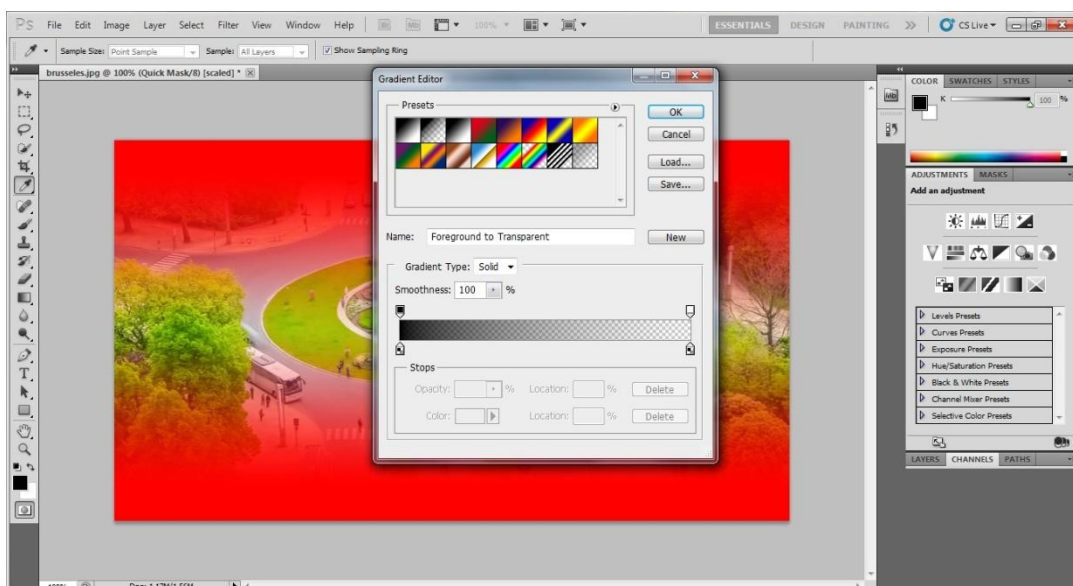 Ps File Edit Image Layer Select Filter View Window Help Br Mb 100% ESSENTIALS DESIGN PAINTING CS Live
Sample Size: Point Sample Sample: All Layers Show Sampling Ring
brusseles.jpg @ 100% (Quick Mask/8) [scaled] *
Gradient Editor
Presets
OK
Cancel
Load...
Save...
Name: Foreground to Transparent New
Gradient Type: Solid
Smoothness: 100 %
Stops
Opacity: % Location: % Delete
Color: Location: % Delete
Mb
COLOR SWATCHES STYLES
K 100 %
ADJUSTMENTS MASKS
Add an adjustment
Levels Presets
Curves Presets
Exposure Presets
Hue/Saturation Presets
Black & White Presets
Channel Mixer Presets
Selective Color Presets
LAYERS CHANNELS PATHS